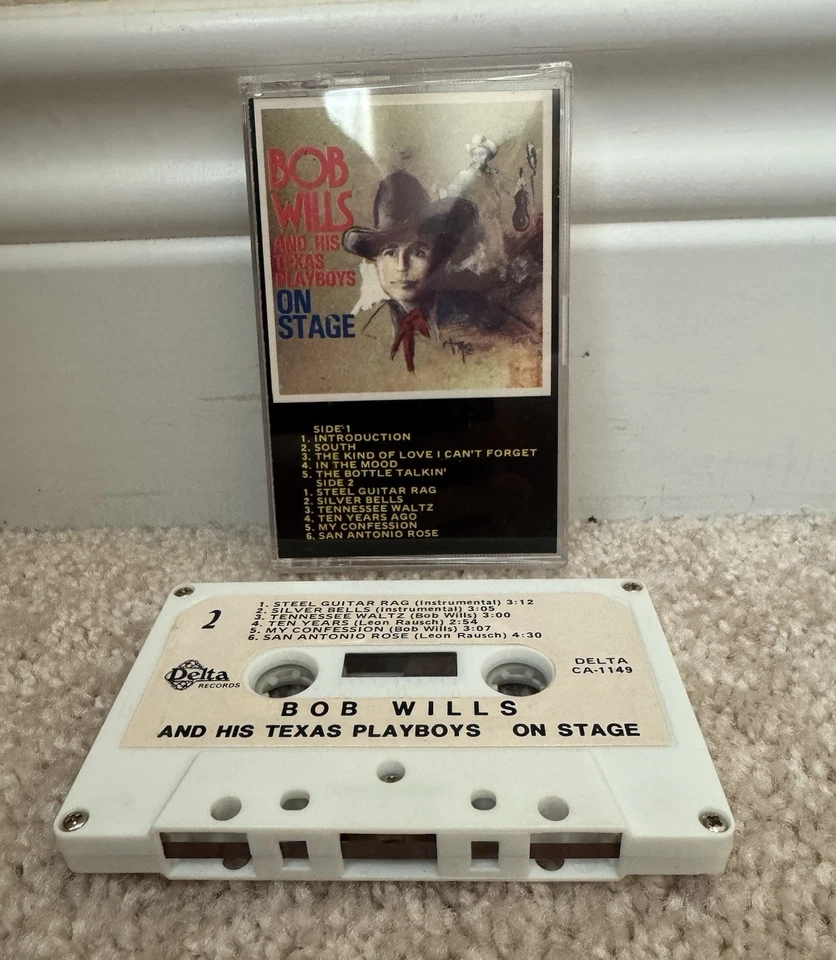 BOB
WILLS
AND HIS
TEXAS
PLAYBOYS
ON
STAGE
SIDE 1
1. INTRODUCTION
2. SOUTH
3. THE KIND OF LOVE I CAN'T FORGET
4. IN THE MOOD
5. THE BOTTLE TALKIN'
SIDE 2
1. STEEL GUITAR RAG
2. SILVER BELLS
3. TENNESSEE WALTZ
4. TEN YEARS AGO
5. MY CONFESSION
6. SAN ANTONIO ROSE
2
1. STEEL GUITAR RAG (Instrumental) 3:12
2. SILVER BELLS (Instrumental) 3:05
3. TENNESSEE WALTZ (Bob Wills) 3:00
4. TEN YEARS (Leon Rausch) 2:54
5. MY CONFESSION (Bob Wills) 3:07
6. SAN ANTONIO ROSE (Leon Rausch) 4:30
Delta
RECORDS
DELTA
CA-1149
BOB WILLS
AND HIS TEXAS PLAYBOYS ON STAGE